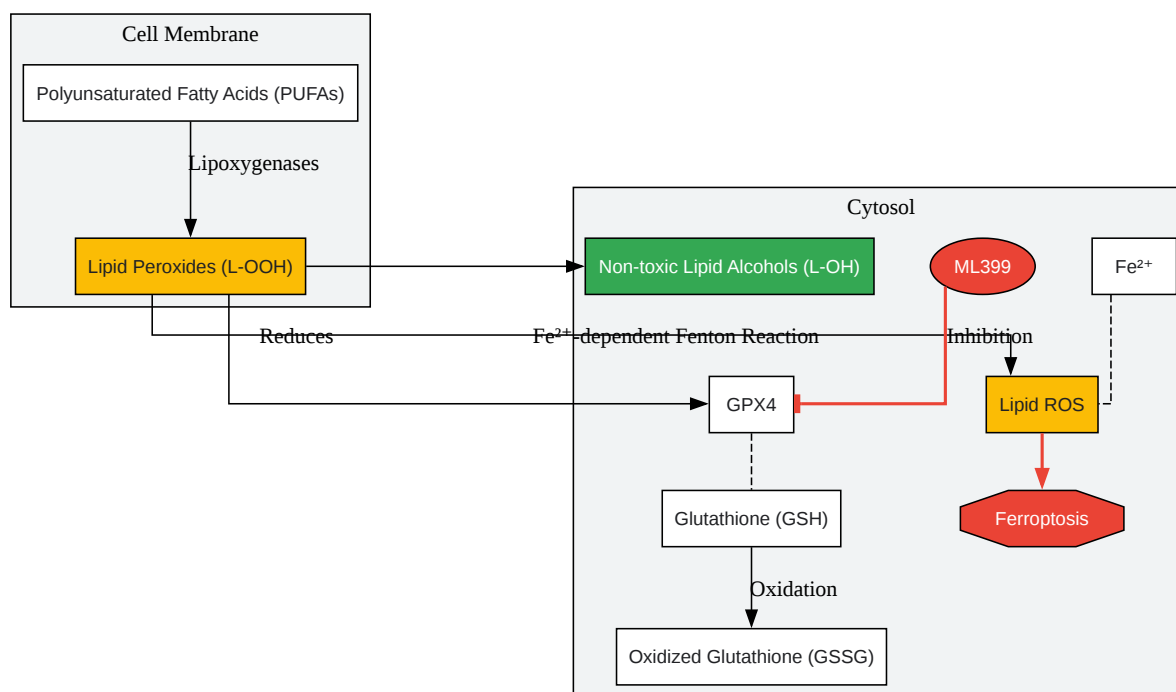 Cell Membrane
Polyunsaturated Fatty Acids (PUFAs)
Lipoxygenases
Cytosol
Lipid Peroxides (L-OOH)
Non-toxic Lipid Alcohols (L-OH)
ML399
Fe²⁺
Reduces
Fe²⁺-dependent Fenton Reaction
Inhibition
GPX4
Lipid ROS
Glutathione (GSH)
Ferroptosis
Oxidation
Oxidized Glutathione (GSSG)